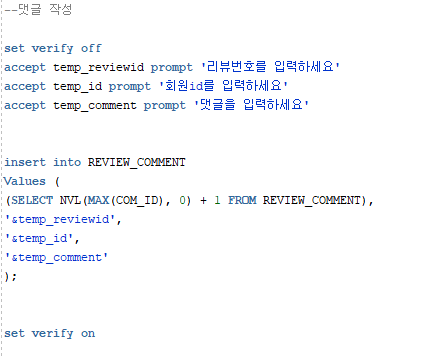 --댓글 작성
set verify off
accept temp_reviewid prompt '리뷰번호를 입력하세요'
accept temp_id prompt '회원id를 입력하세요'
accept temp_comment prompt '댓글을 입력하세요'
insert into REVIEW_COMMENT
Values (
(SELECT NVL(MAX(COM_ID), 0) + 1 FROM REVIEW_COMMENT),
'&temp_reviewid',
'&temp_id',
'&temp_comment'
);
set verify on